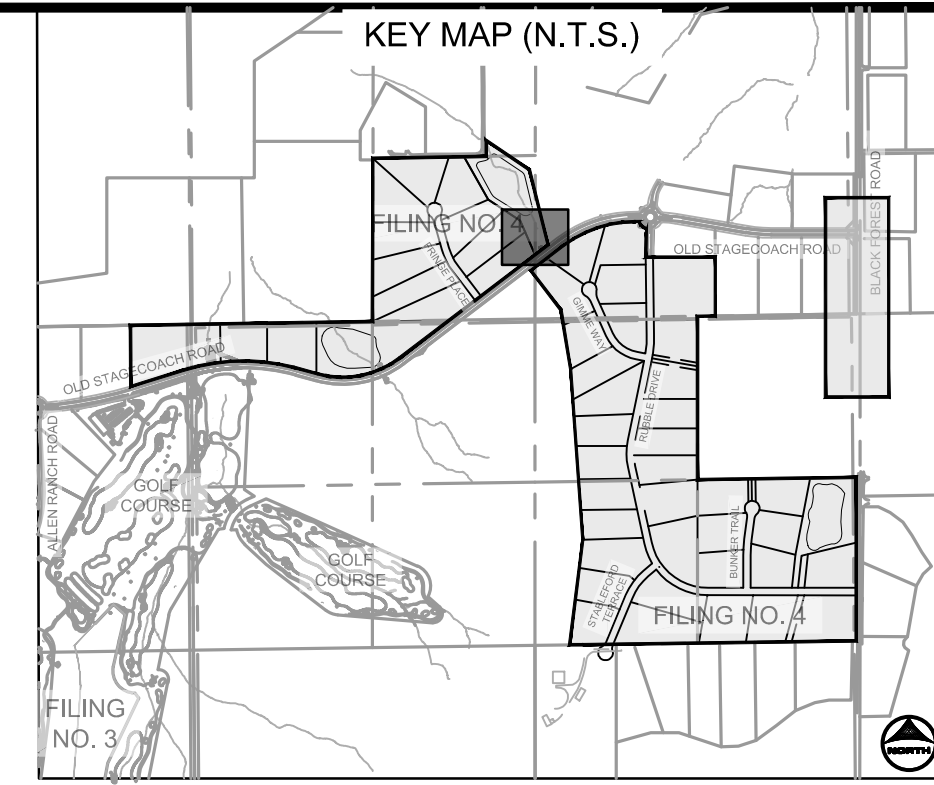 KEY MAP (N.T.S.)
BLACK FOREST ROAD
FILING NO. 4
OLD STAGECOACH ROAD
FRINGE PLACE
GIMME WAY
OLD STAGECOACH ROAD
RUBBLE DRIVE
ALLEN RANCH ROAD
GOLF
COURSE
BUNKER TRAIL
GOLF
COURSE
STABLEFORD
TERRACE
FILING NO. 4
FILING
NO. 3
NORTH